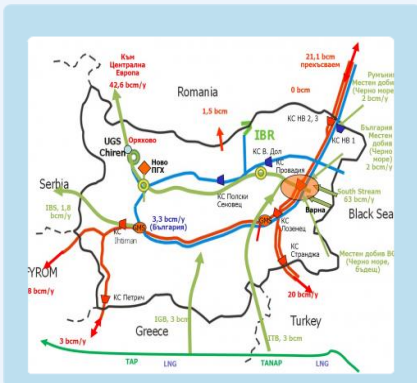 Към
Централна
Европа
42,6 bcm/y
21,1 bcm
прекъсваем
Romania
0 bcm
1,5 bcm
Румъни
Местен
добив
(Черно
море)
2 bcm/y
IBR
КС НВ 2, 3
КС НВ 1
Оряхово
UGS
Chiren
Ново
ПГХ
КС В. Дол
КС
Провадия
България
Местен
добив
(Черно
море)
2 bcm/y
Serbia
IBS, 1,8
bcm/y
КС Полски
Сеновец
South Stream
63 bcm/y
Варна
Black Sea
3,3 bcm/y
(България)
GMS
КС
Ihtiman
GMS
КС
Лозенец
КС
Странджа
Местен добив
(Черно море,
бъдещ)
FYROM
8 bcm/y
КС Петрич
20 bcm/y
3 bcm/y
Greece
Turkey
IGB, 3 bcm
ITB, 3 bcm
TAP
LNG
TANAP
LNG